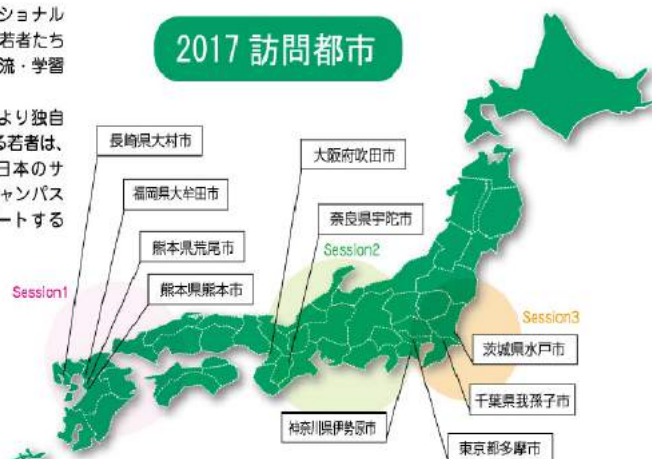 ショナル
若者たち
流・学習
より独自
る若者は、
日本のサ
ャンパス
ートする
2017 訪問都市
長崎県大村市
福岡県大牟田市
熊本県荒尾市
熊本県熊本市
Session1
大阪府吹田市
奈良県宇陀市
Session2
神奈川県伊勢原市
Session3
茨城県水戸市
千葉県我孫子市
東京都多摩市